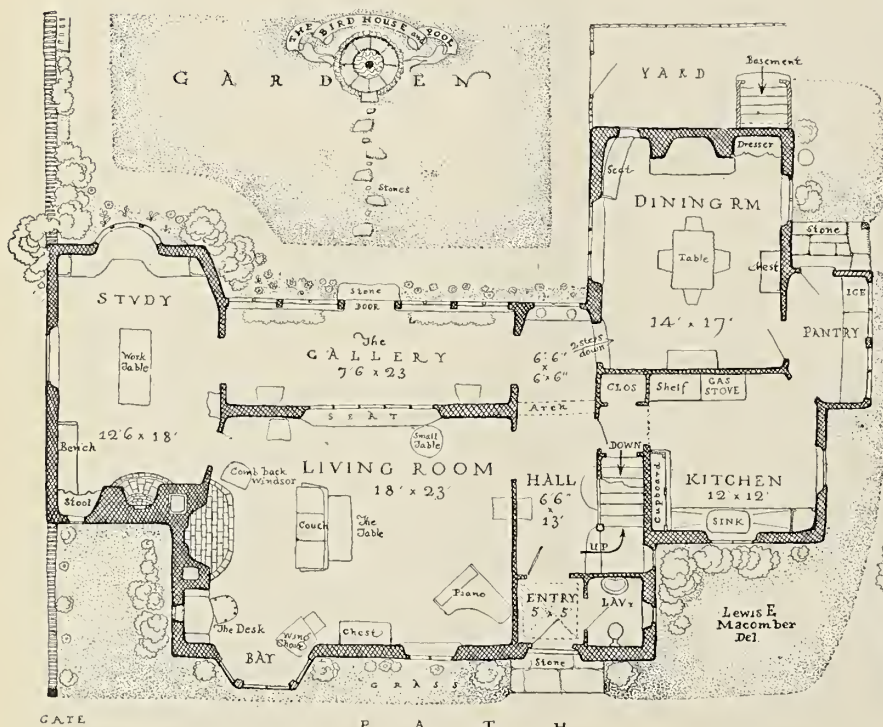 THE BIRD HOUSE and POOL
GARDEN
Stones
YARD
Basement
Dresser
Seat
DINING RM
Table
Chest
14' x 17'
Stone
ICE
PANTRY
STVDY
Work
Table
12'6 x 18'
Bench
Stool
Stone
DOOR
The
GALLERY
7'6 x 23
2 steps
down
6'-6"
x
6'x 6"
Arch
CLOS
Shelf
GAS
STOVE
SEAT
Small
Table
Comb back
Windsor
LIVING ROOM
18' x 23'
Couch
The
Table
HALL
6'6"
x
13'
DOWN
UP
Cupboard
KITCHEN
12' x 12'
SINK
Piano
ENTRY
5' x 5'
LAVY
The Desk
Wing
Chair
Chest
BAY
Stone
GRASS
Lewis E
Macomber
Del.
GATE
PATH